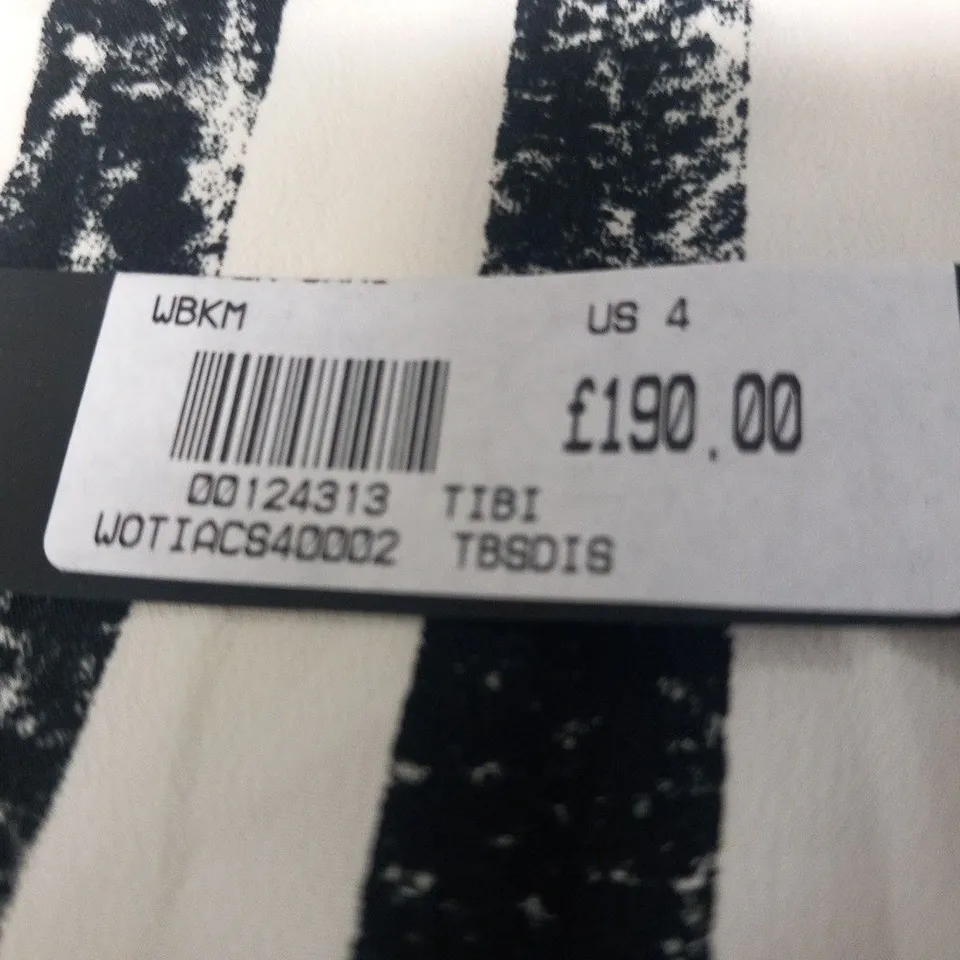 WBKM US 4
£190.00
00124313 TIBI
WOTIACS40002 TBSDIS